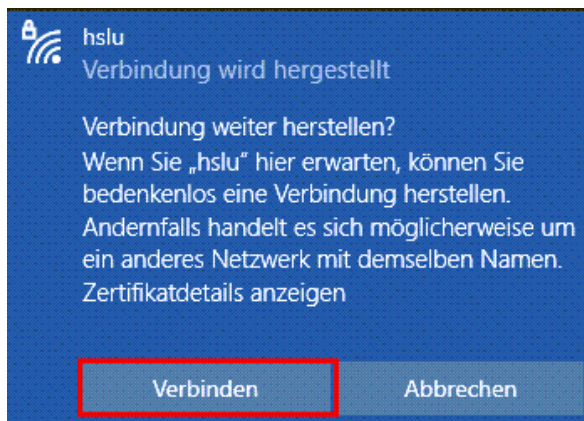 hslu
Verbindung wird hergestellt
Verbindung weiter herstellen?
Wenn Sie „hslu“ hier erwarten, können Sie
bedenkenlos eine Verbindung herstellen.
Andernfalls handelt es sich möglicherweise um
ein anderes Netzwerk mit demselben Namen.
Zertifikatdetails anzeigen
Verbinden
Abbrechen